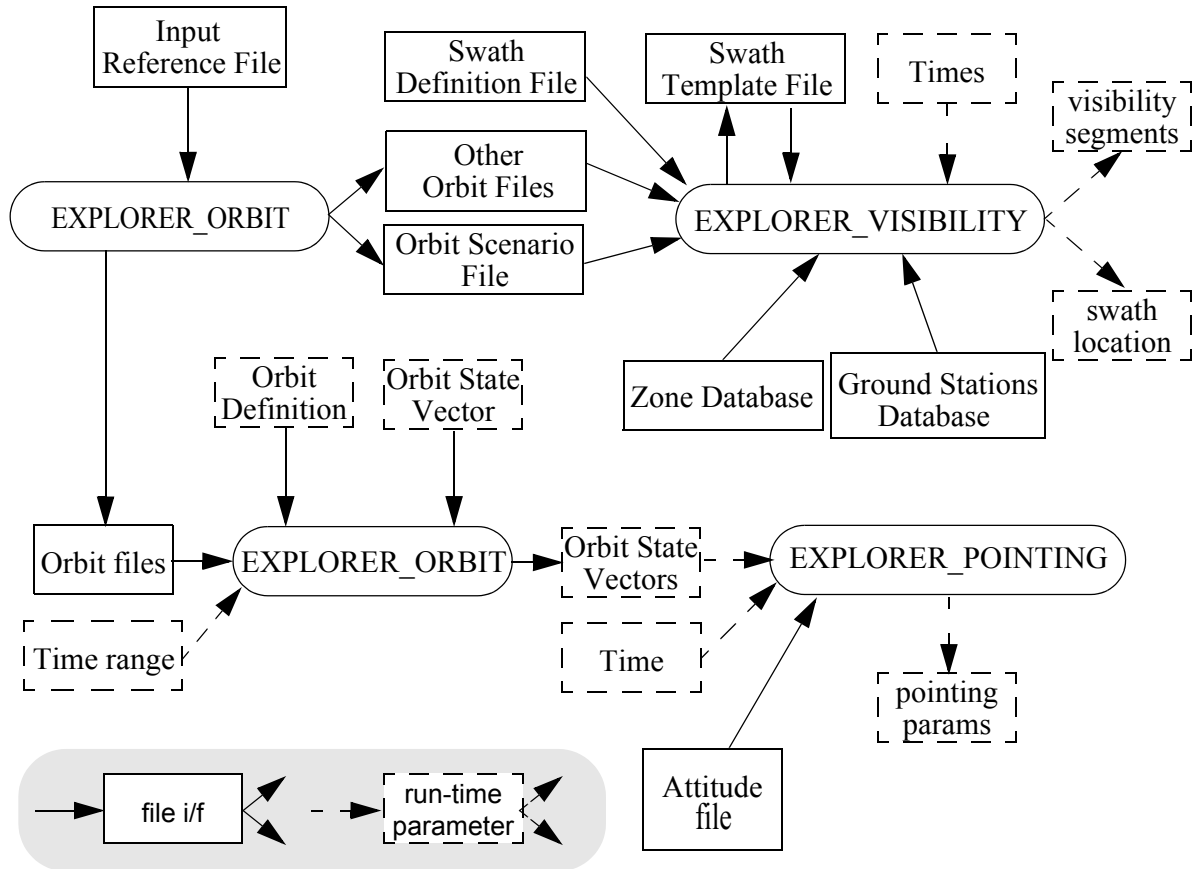 Input
Reference File
Swath
Definition File
Swath
Template File
Times
visibility
segments
Other
Orbit Files
EXPLORER_ORBIT
EXPLORER_VISIBILITY
Orbit Scenario
File
swath
location
Zone Database
Ground Stations
Database
Orbit
Definition
Orbit State
Vector
Orbit files
EXPLORER_ORBIT
Orbit State
Vectors
EXPLORER_POINTING
Time range
Time
pointing
params
Attitude
file
file i/f
run-time
parameter